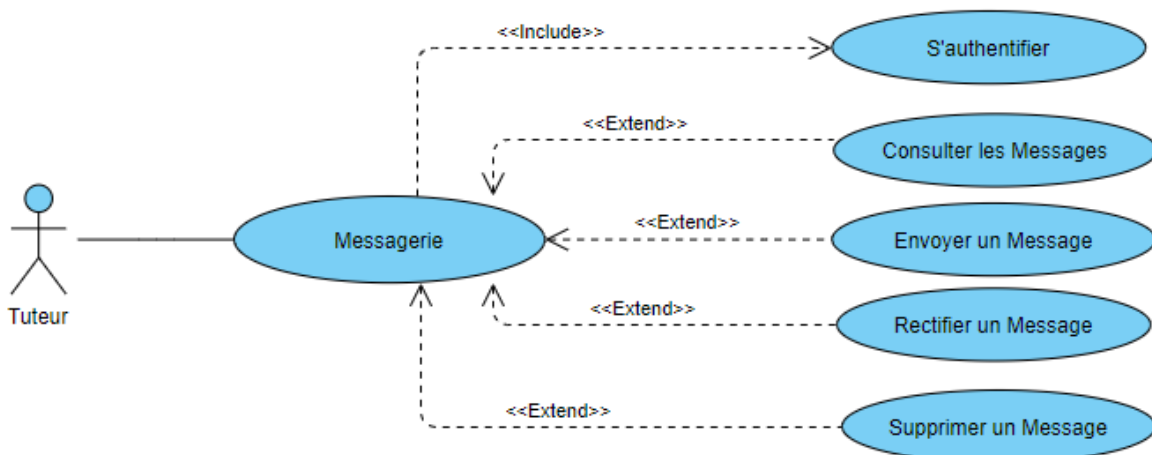 <<Include>>
S'authentifier
<<Extend>>
Consulter les Messages
Tuteur
Messagerie
<<Extend>>
Envoyer un Message
<<Extend>>
Rectifier un Message
<<Extend>>
Supprimer un Message